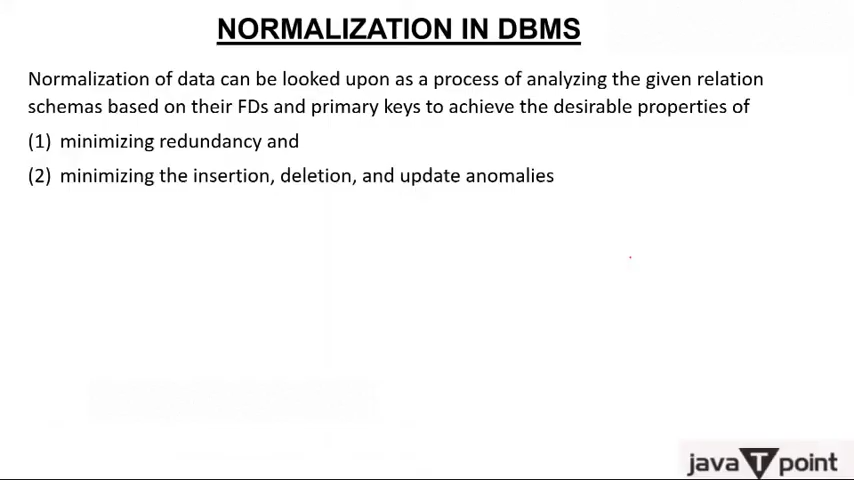 NORMALIZATION IN DBMS
Normalization of data can be looked upon as a process of analyzing the given relation
schemas based on their FDs and primary keys to achieve the desirable properties of
(1) minimizing redundancy and
(2) minimizing the insertion, deletion, and update anomalies
java T point